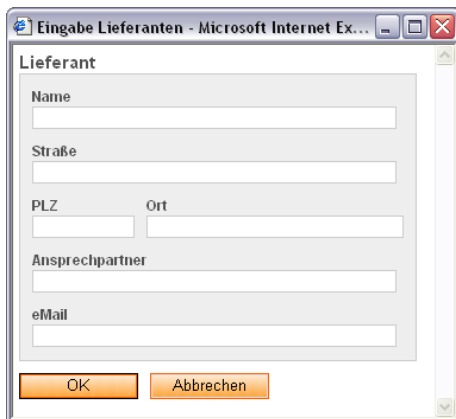 Eingabe Lieferanten - Microsoft Internet Ex...
Lieferant
Name
Straße
PLZ Ort
Ansprechpartner
eMail
OK Abbrechen